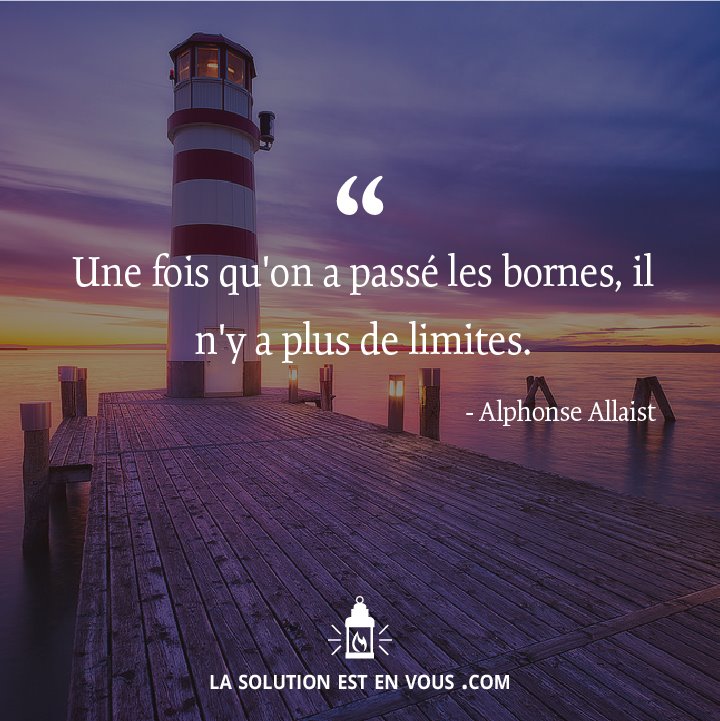 “
Une fois qu'on a passé les bornes, il
n'y a plus de limites.
- Alphonse Allaist
LA SOLUTION EST EN VOUS .COM